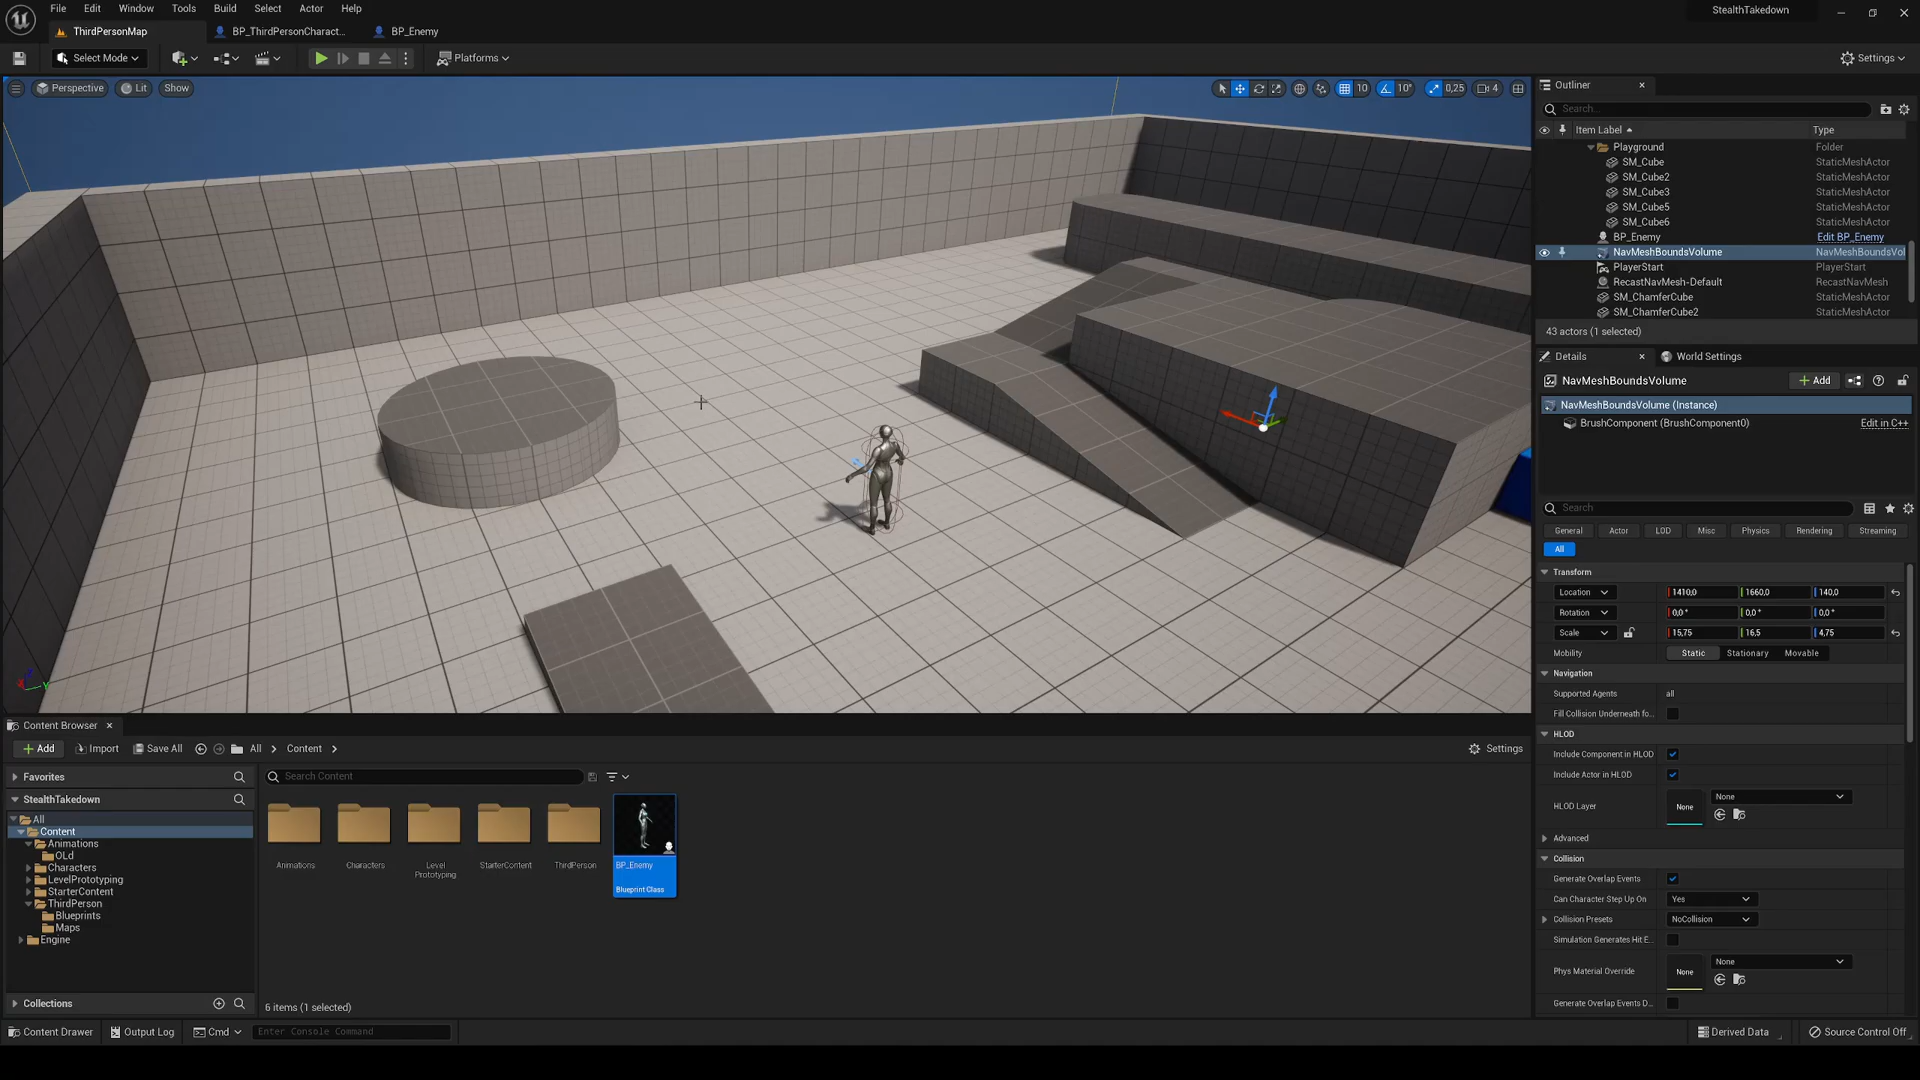 File Edit Window Tools Build Select Actor Help
StealthTakedown
ThirdPersonMap BP_ThirdPersonCharact... BP_Enemy
Select Mode Platforms Settings
Perspective Lit Show 10 10° 0,25 4
Outliner
Search...
Item Label Type
Playground Folder
SM_Cube StaticMeshActor
SM_Cube2 StaticMeshActor
SM_Cube3 StaticMeshActor
SM_Cube5 StaticMeshActor
SM_Cube6 StaticMeshActor
BP_Enemy Edit BP_Enemy
NavMeshBoundsVolume NavMeshBoundsVol
PlayerStart PlayerStart
RecastNavMesh-Default RecastNavMesh
SM_ChamferCube StaticMeshActor
SM_ChamferCube2 StaticMeshActor
43 actors (1 selected)
Details World Settings
NavMeshBoundsVolume Add
NavMeshBoundsVolume (Instance)
BrushComponent (BrushComponent0) Edit in C++
Search
General Actor LOD Misc Physics Rendering Streaming
All
Transform
Location 1410,0 1660,0 140,0
Rotation 0,0 ° 0,0 ° 0,0 °
Scale 15,75 16,5 4,75
Mobility Static Stationary Movable
Navigation
Supported Agents all
Fill Collision Underneath fo...
HLOD
Include Component in HLOD
Include Actor in HLOD
HLOD Layer None None
Advanced
Collision
Generate Overlap Events
Can Character Step Up On Yes
Collision Presets NoCollision
Simulation Generates Hit E...
Phys Material Override None None
Generate Overlap Events D...
X Y
Content Browser
Add Import Save All All Content Settings
Favorites
Search Content
StealthTakedown
All
Content
Animations
OLd
Characters
LevelPrototyping
StarterContent
ThirdPerson
Blueprints
Maps
Engine
Collections
Animations Characters Level Prototyping StarterContent ThirdPerson BP_Enemy
Blueprint Class
6 items (1 selected)
Content Drawer Output Log Cmd Enter Console Command Derived Data Source Control Off